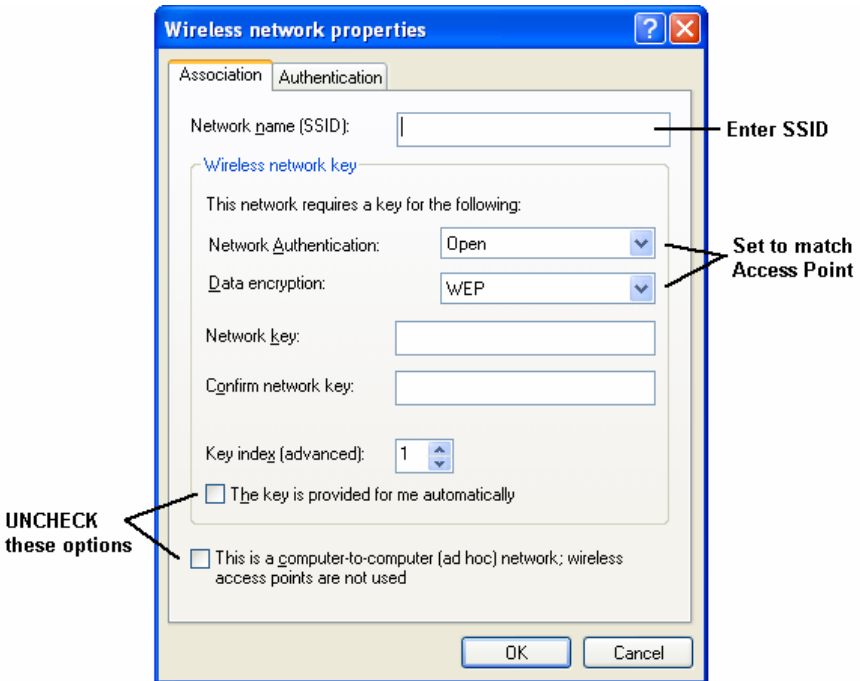 Wireless network properties
Association
Authentication
Network name (SSID):
Enter SSID
Wireless network key
This network requires a key for the following:
Network Authentication:
Open
Set to match
Access Point
Data encryption:
WEP
Network key:
Confirm network key:
Key index (advanced):
1
The key is provided for me automatically
UNCHECK
these options
This is a computer-to-computer (ad hoc) network; wireless
access points are not used
OK
Cancel